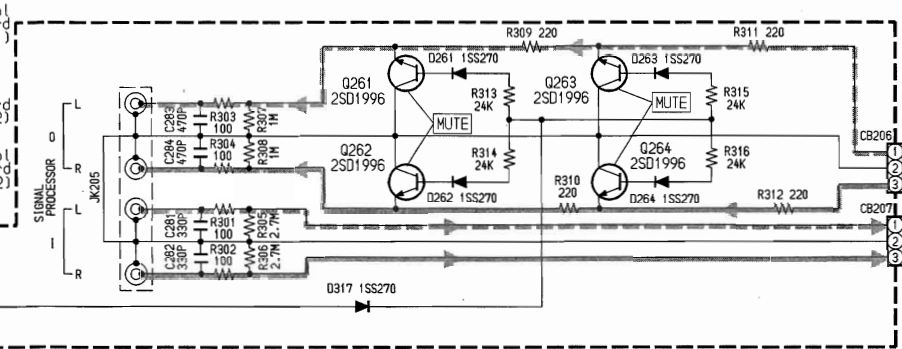 R309 220
R311 220
D261 1SS270
D263 1SS270
Q261
2SD1996
Q263
2SD1996
R313
24K
R315
24K
L
C283
470P
R303
100
R307
1M
MUTE
MUTE
O
C284
470P
R304
100
R308
1M
Q262
2SD1996
R314
24K
Q264
2SD1996
R316
24K
CB206
1
2
3
R
SIGNAL
PROCESSOR
JK205
D262 1SS270
R310
220
D264 1SS270
R312 220
CB207
L
C281
330P
R301
100
R305
2.7M
1
2
3
I
C282
330P
R302
100
R306
2.7M
R
D317 1SS270